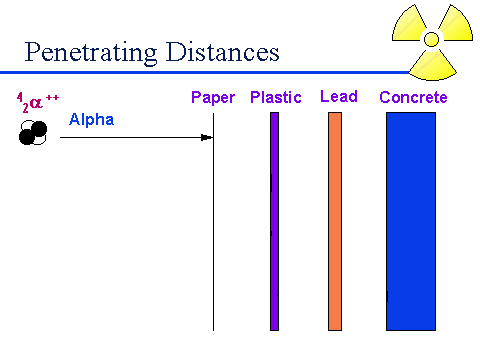 Penetrating Distances
4 2 α ++
Alpha
Paper Plastic Lead Concrete